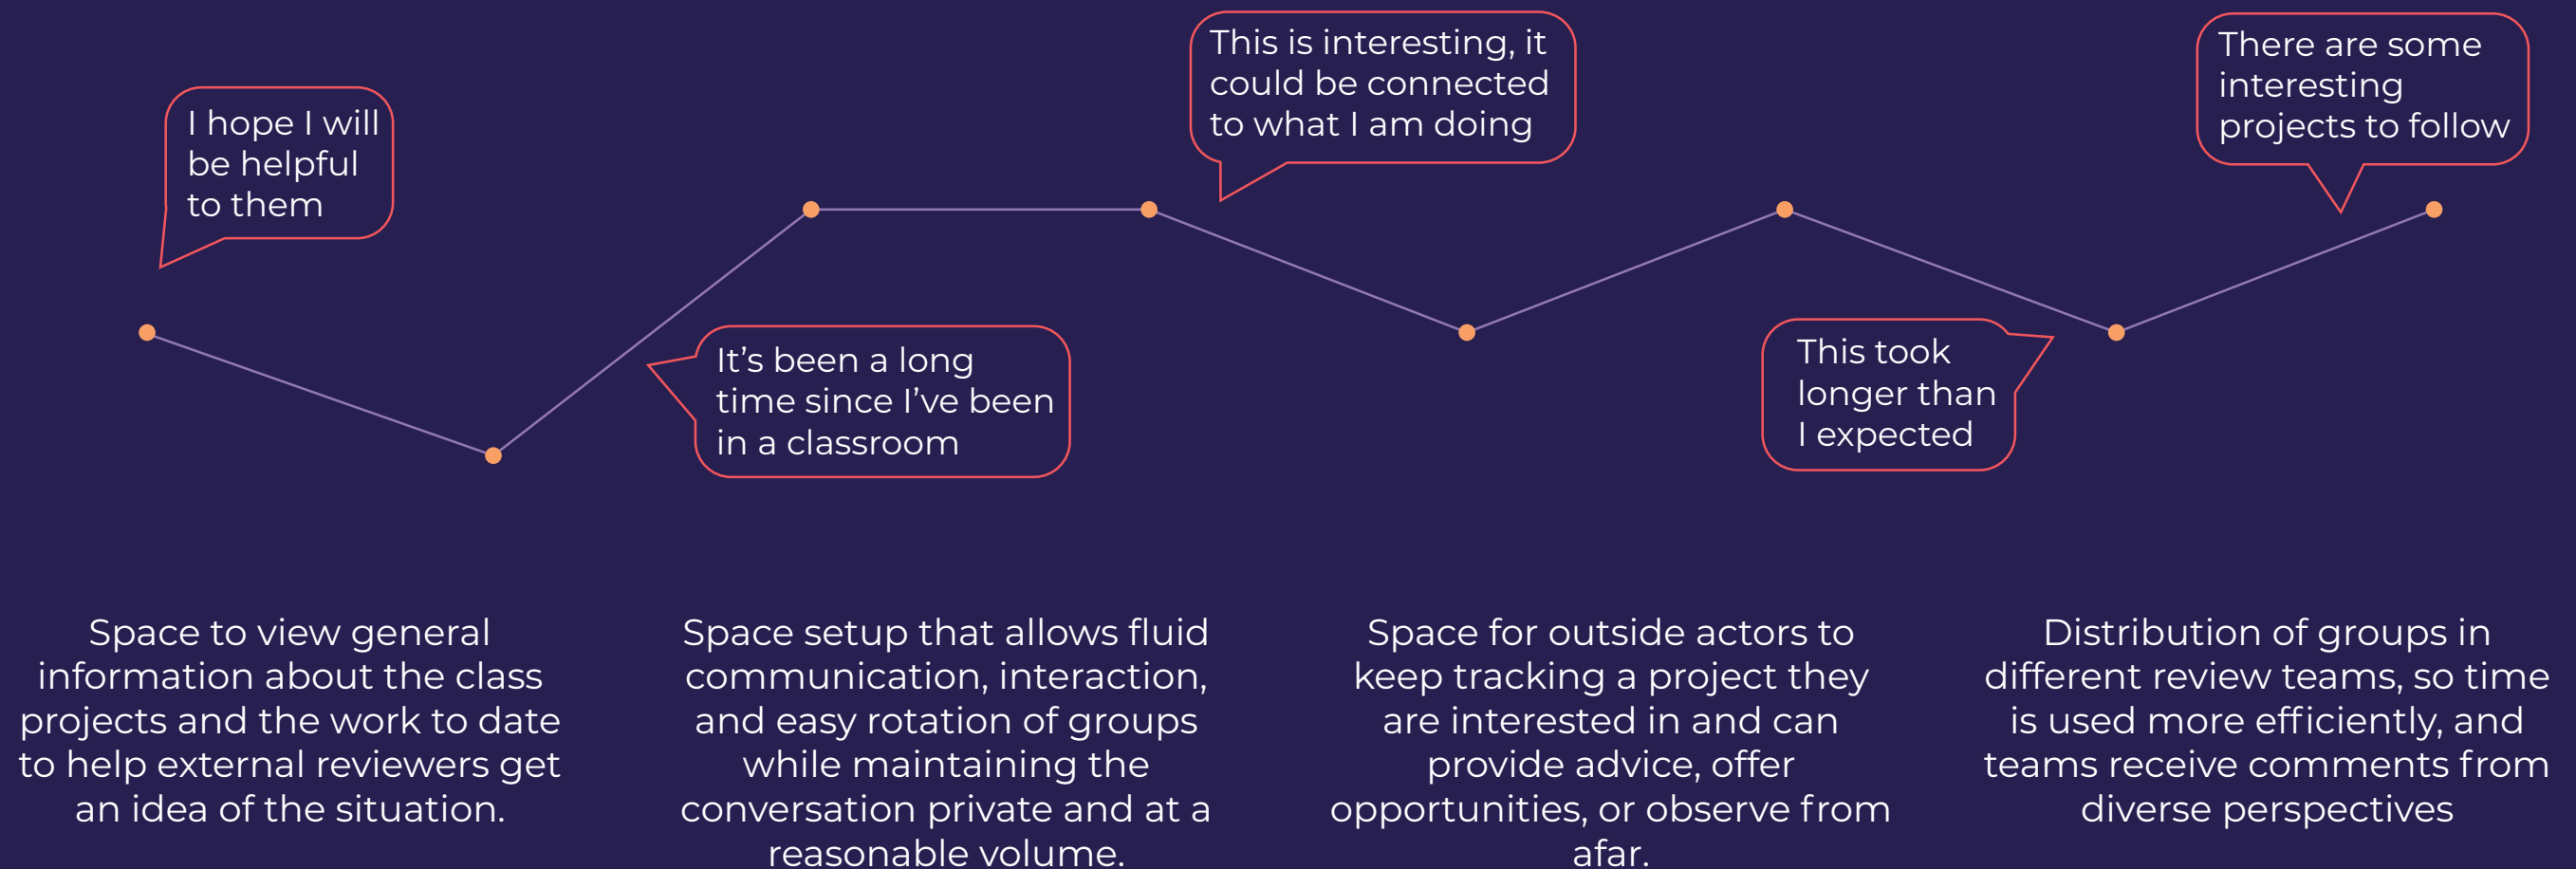 I hope I will
be helpful
to them
It’s been a long
time since I’ve been
in a classroom
This is interesting, it
could be connected
to what I am doing
This took
longer than
I expected
There are some
interesting
projects to follow
Space to view general
information about the class
projects and the work to date
to help external reviewers get
an idea of the situation.
Space setup that allows fluid
communication, interaction,
and easy rotation of groups
while maintaining the
conversation private and at a
reasonable volume.
Space for outside actors to
keep tracking a project they
are interested in and can
provide advice, offer
opportunities, or observe from
afar.
Distribution of groups in
different review teams, so time
is used more efficiently, and
teams receive comments from
diverse perspectives